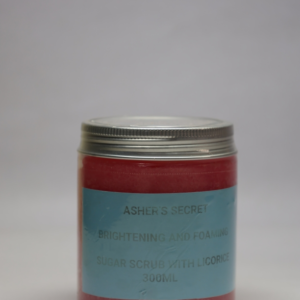 ASHER'S SECRET
BRIGHTENING AND FOAMING
SUGAR SCRUB WITH LICORICE
300ML